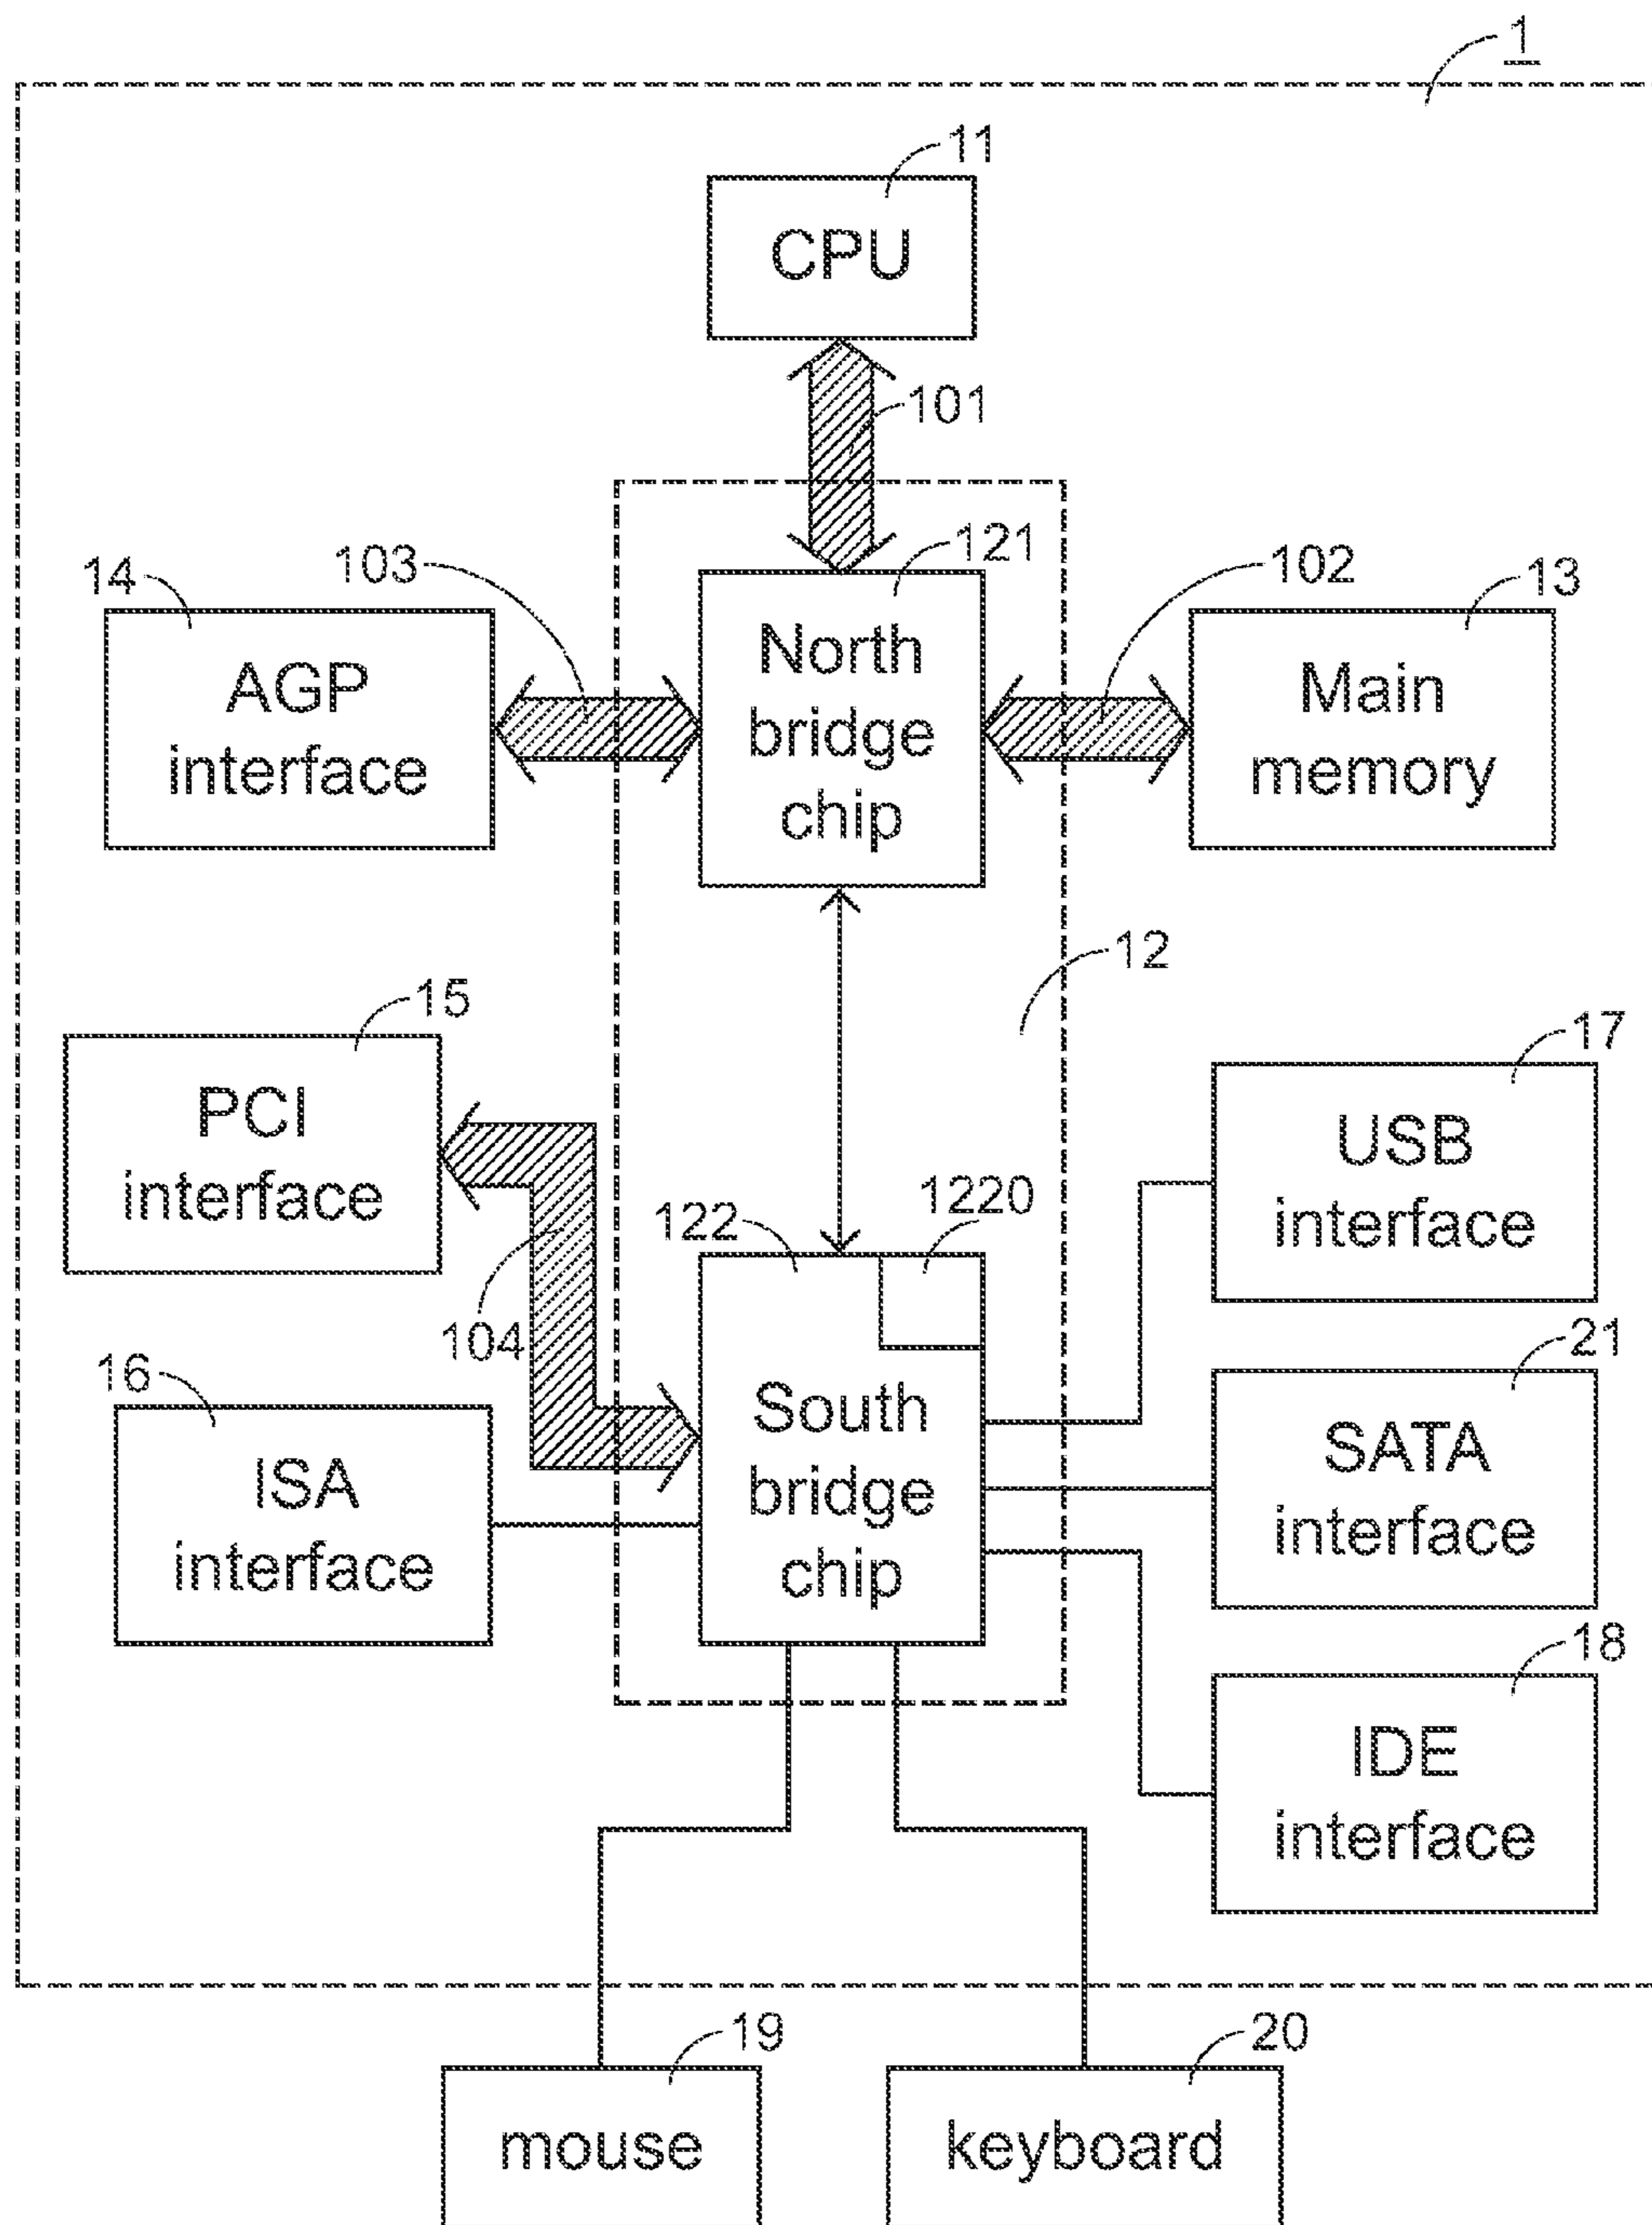 1
11
CPU
101
121
103
102
14
13
AGP
interface
North
bridge
chip
Main
memory
12
15
17
PCI
interface
USB
interface
122
1220
104
16
21
ISA
interface
South
bridge
chip
SATA
interface
18
IDE
interface
19
20
mouse
keyboard